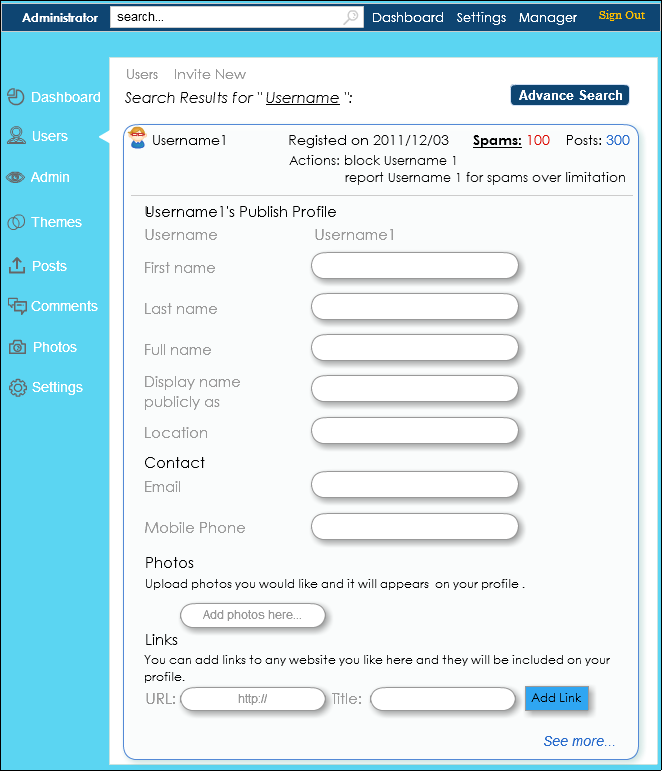 Administrator search... Dashboard Settings Manager Sign Out
Users Invite New
Search Results for " Username ":
Advance Search
Dashboard
Users
Admin
Themes
Posts
Comments
Photos
Settings
Username1 Registed on 2011/12/03 Spams: 100 Posts: 300
Actions: block Username 1
report Username 1 for spams over limitation
Username1's Publish Profile
Username Username1
First name
Last name
Full name
Display name
publicly as
Location
Contact
Email
Mobile Phone
Photos
Upload photos you would like and it will appears on your profile .
Add photos here...
Links
You can add links to any website you like here and they will be included on your
profile.
URL: http:// Title: Add Link
See more...